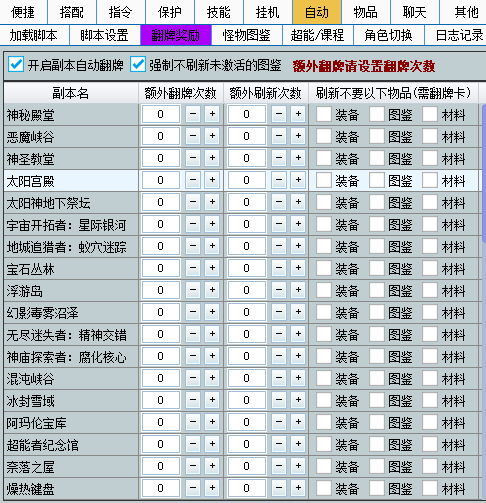 便捷 搭配 指令 保护 技能 挂机 自动 物品 聊天 其他
加载脚本 脚本设置 翻牌奖励 怪物图鉴 超能/课程 角色切换 日志记录
开启副本自动翻牌 强制不刷新未激活的图鉴 额外翻牌请设置翻牌次数
副本名 额外翻牌次数 额外刷新次数 刷新不要以下物品(需翻牌卡)
神秘殿堂 0 - + 0 - + 装备 图鉴 材料
恶魔峡谷 0 - + 0 - + 装备 图鉴 材料
神圣教堂 0 - + 0 - + 装备 图鉴 材料
太阳宫殿 0 - + 0 - + 装备 图鉴 材料
太阳神地下祭坛 0 - + 0 - + 装备 图鉴 材料
宇宙开拓者：星际银河 0 - + 0 - + 装备 图鉴 材料
地城追猎者：蚁穴迷踪 0 - + 0 - + 装备 图鉴 材料
宝石丛林 0 - + 0 - + 装备 图鉴 材料
浮游岛 0 - + 0 - + 装备 图鉴 材料
幻影毒雾沼泽 0 - + 0 - + 装备 图鉴 材料
无尽迷失者：精神交错 0 - + 0 - + 装备 图鉴 材料
神庙探索者：腐化核心 0 - + 0 - + 装备 图鉴 材料
混沌峡谷 0 - + 0 - + 装备 图鉴 材料
冰封雪域 0 - + 0 - + 装备 图鉴 材料
阿玛伦宝库 0 - + 0 - + 装备 图鉴 材料
超能者纪念馆 0 - + 0 - + 装备 图鉴 材料
奈落之屋 0 - + 0 - + 装备 图鉴 材料
燥热键盘 0 - + 0 - + 装备 图鉴 材料